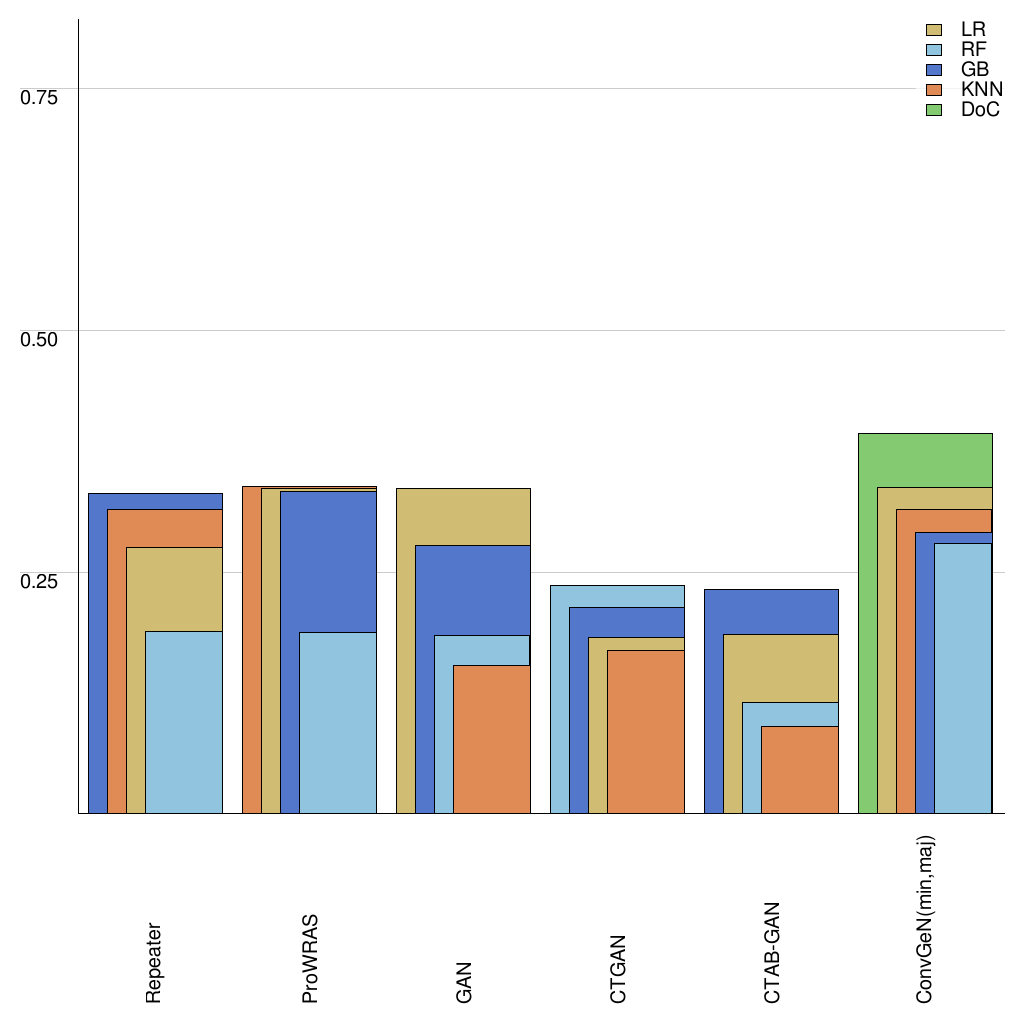 LR
RF
GB
KNN
DoC
0.75
0.50
0.25
Repeater
ProWRAS
GAN
CTGAN
CTAB-GAN
ConvGeN(min,maj)